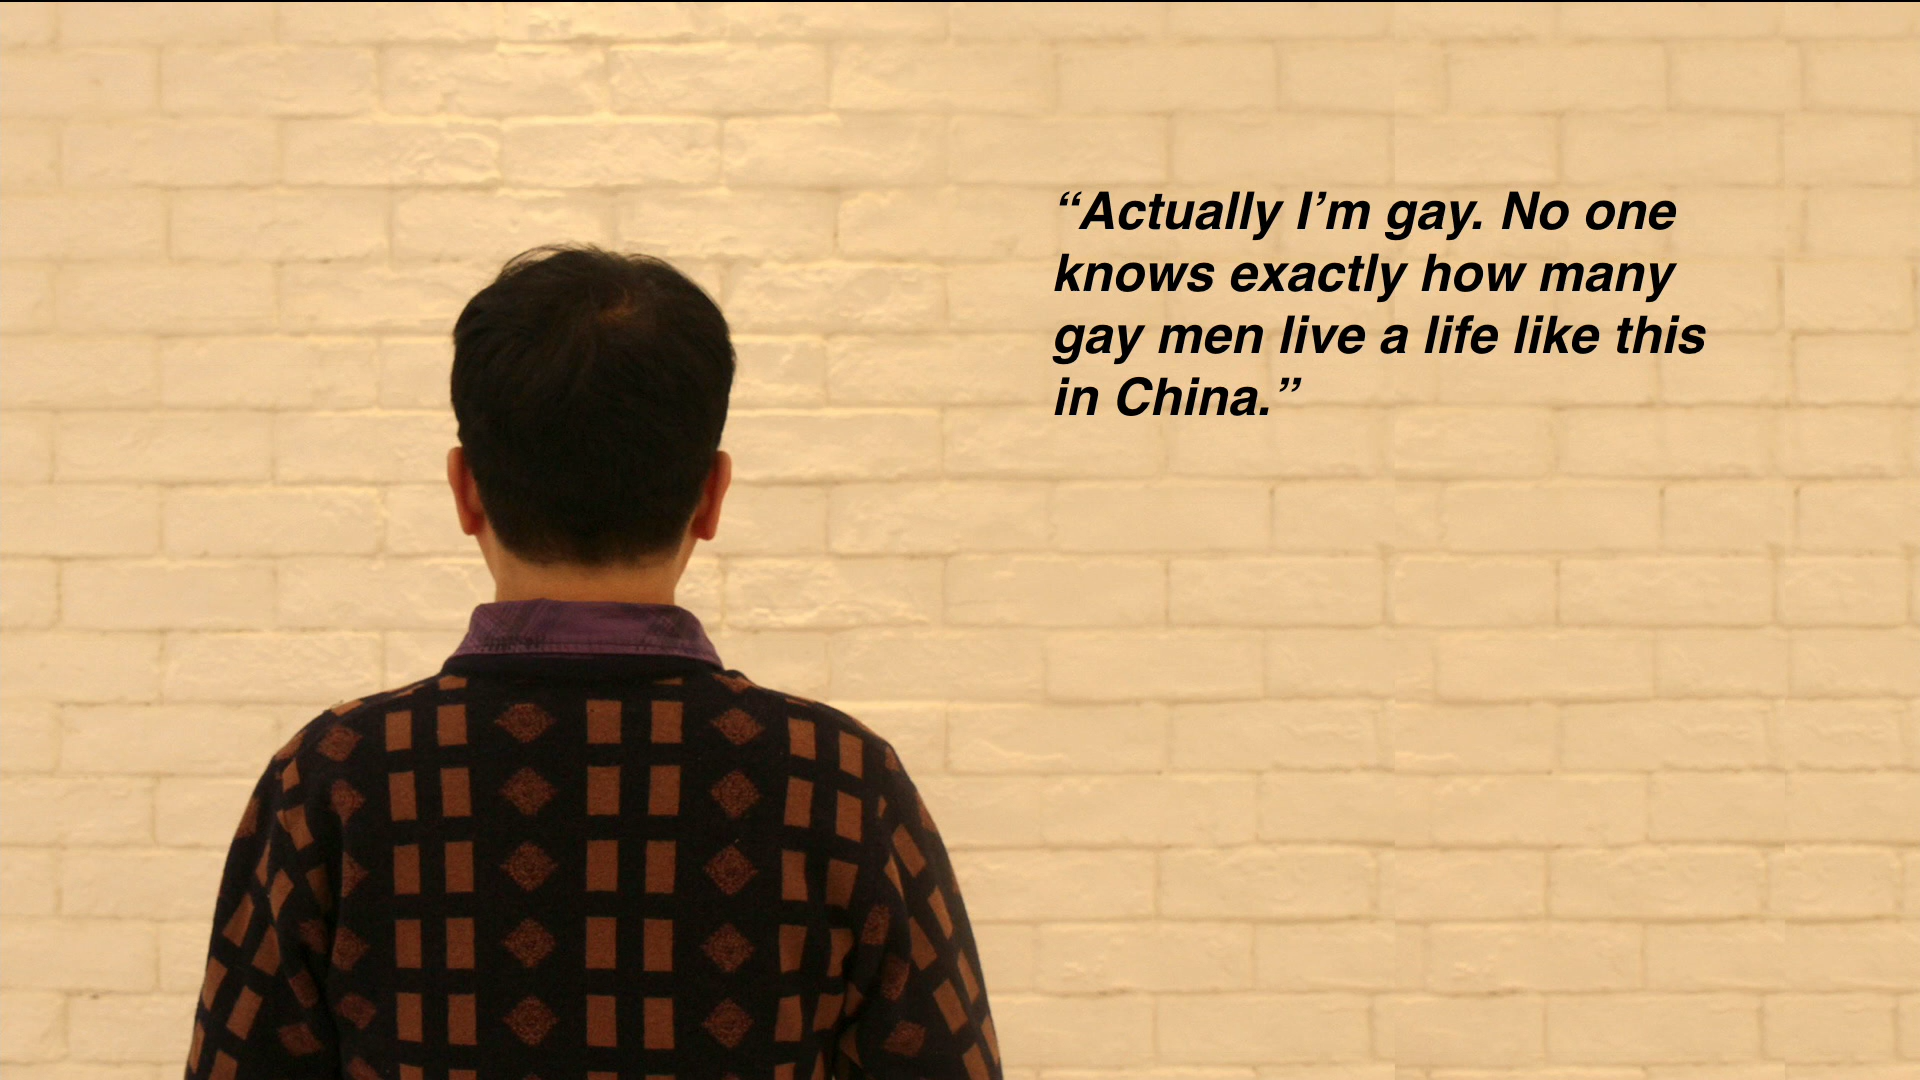 “Actually I’m gay. No one
knows exactly how many
gay men live a life like this
in China.”